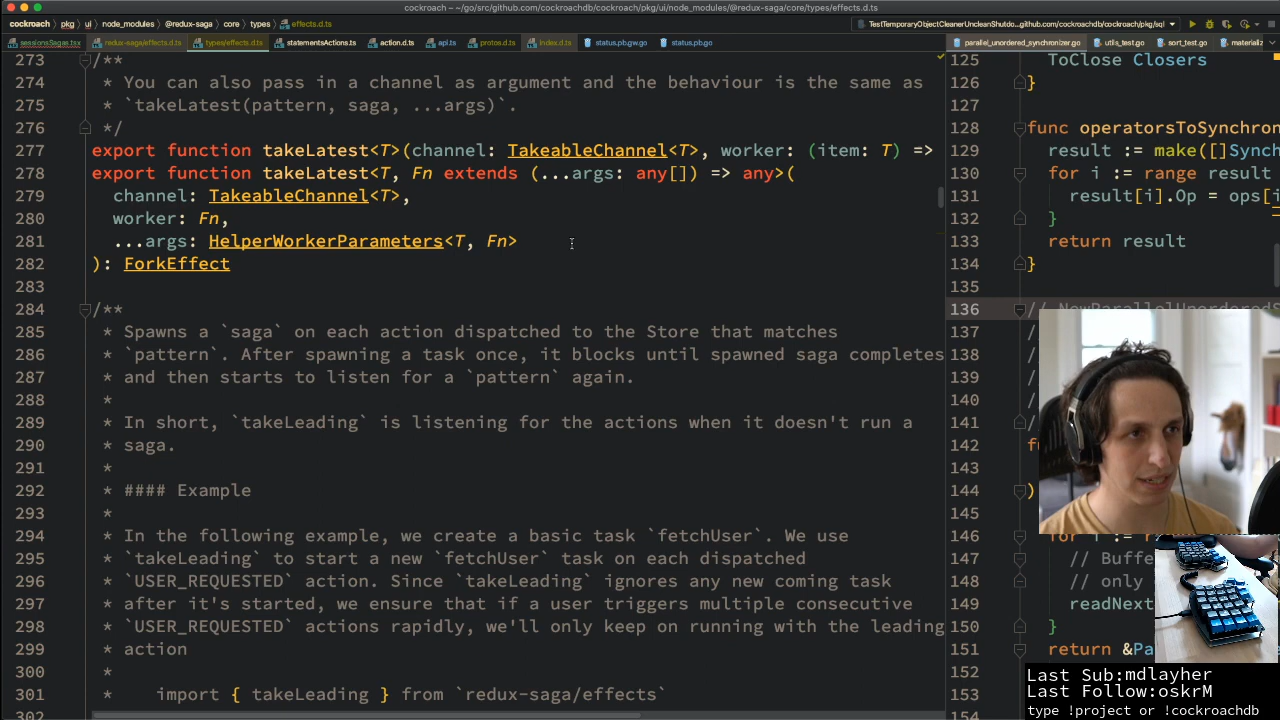 cockroach – ~/go/src/github.com/cockroachdb/cockroach/pkg/ui/node_modules/@redux-saga/core/types/effects.d.ts
cockroach pkg ui node_modules @redux-saga core types effects.d.ts
sessionsSagas.tsx redux-saga/effects.d.ts types/effects.d.ts statementsActions.ts action.d.ts api.ts protos.d.ts index.d.ts status.pb.gw.go status.pb.go
273 /**
274 * You can also pass in a channel as argument and the behaviour is the same as
275 * `takeLatest(pattern, saga, ...args)`.
276 */
277 export function takeLatest<T>(channel: TakeableChannel<T>, worker: (item: T) =>
278 export function takeLatest<T, Fn extends (...args: any[]) => any>(
279 channel: TakeableChannel<T>,
280 worker: Fn,
281 ...args: HelperWorkerParameters<T, Fn>
282 ): ForkEffect
283
284 /**
285 * Spawns a `saga` on each action dispatched to the Store that matches
286 * `pattern`. After spawning a task once, it blocks until spawned saga completes
287 * and then starts to listen for a `pattern` again.
288 *
289 * In short, `takeLeading` is listening for the actions when it doesn't run a
290 * saga.
291 *
292 * #### Example
293 *
294 * In the following example, we create a basic task `fetchUser`. We use
295 * `takeLeading` to start a new `fetchUser` task on each dispatched
296 * `USER_REQUESTED` action. Since `takeLeading` ignores any new coming task
297 * after it's started, we ensure that if a user triggers multiple consecutive
298 * `USER_REQUESTED` actions rapidly, we'll only keep on running with the leading
299 * action
300 *
301 * import { takeLeading } from `redux-saga/effects`
302
TestTemporaryObjectCleanerUncleanShutdo...github.com/cockroachdb/cockroach/pkg/sql
parallel_unordered_synchronizer.go utils_test.go sort_test.go
125 ToClose Closers
126 }
127
128 func operatorsToSynchron
129 result := make([]Synch
130 for i := range result
131 result[i].Op = ops[i
132 }
133 return result
134 }
135
136 // NewParallelUnorderedS
137 /
138 /
139 /
140 /
141 /
142 fu
143
144 )
145
146 for i := r
147 // Buffe
148 // only
149 readNext
150 }
151 return &Pa
152
153
154
Last Sub:mdlayher
Last Follow:oskrM
type !project or !cockroachdb